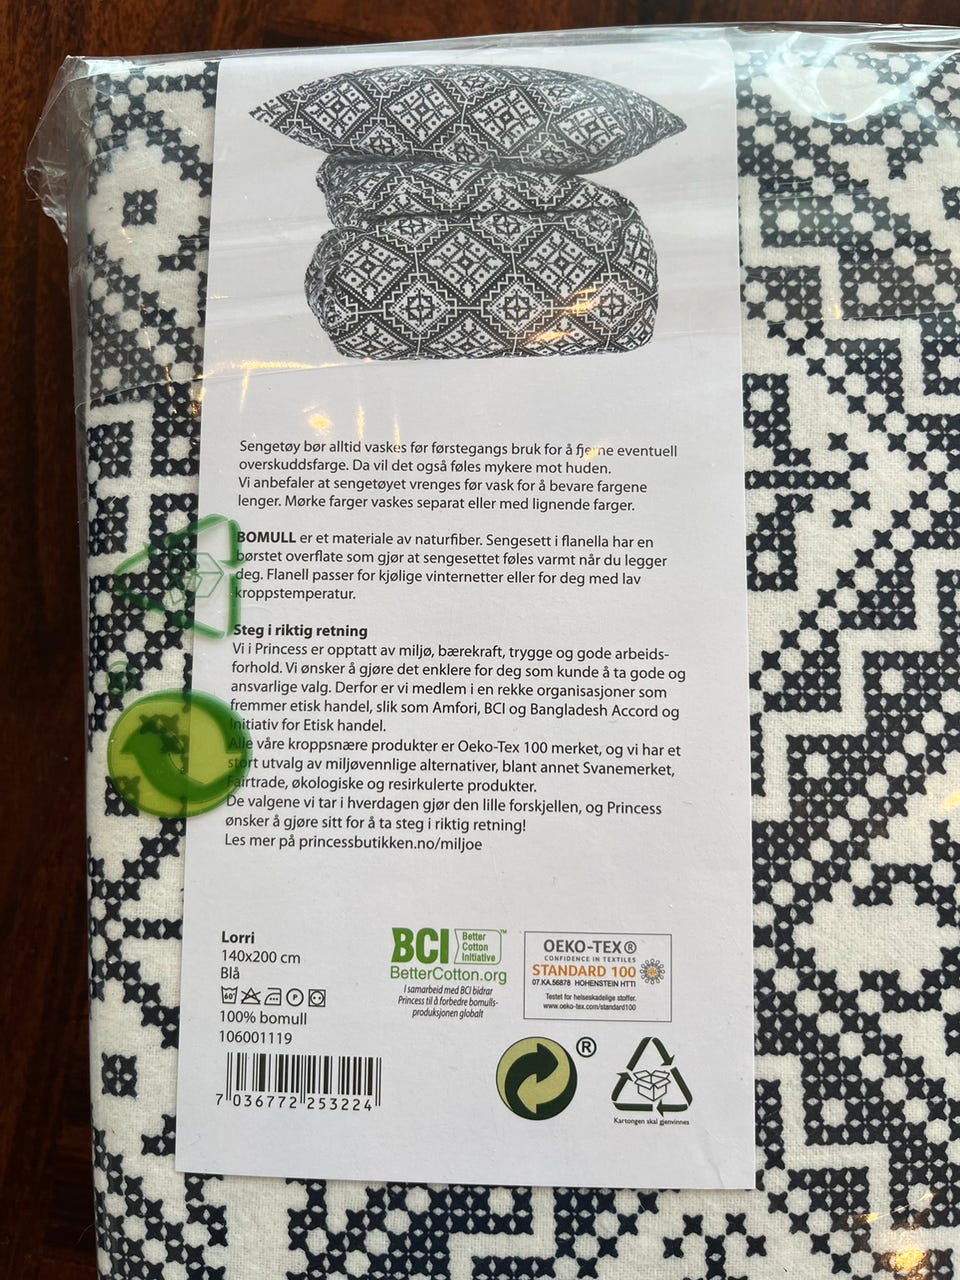 Sengetøy bør alltid vaskes før førstegangs bruk for å fjerne eventuell
overskuddsfarge. Da vil det også føles mykere mot huden.
Vi anbefaler at sengetøyet vrenges før vask for å bevare fargene
lenger. Mørke farger vaskes separat eller med lignende farger.
BOMULL er et materiale av naturfiber. Sengesett i flanella har en
børstet overflate som gjør at sengesettet føles varmt når du legger
deg. Flanell passer for kjølige vinternetter eller for deg med lav
kroppstemperatur.
Steg i riktig retning
Vi i Princess er opptatt av miljø, bærekraft, trygge og gode arbeids-
forhold. Vi ønsker å gjøre det enklere for deg som kunde å ta gode og
ansvarlige valg. Derfor er vi medlem i en rekke organisasjoner som
fremmer etisk handel, slik som Amfori, BCI og Bangladesh Accord og
Initiativ for Etisk handel.
Alle våre kroppsnære produkter er Oeko-Tex 100 merket, og vi har et
stort utvalg av miljøvennlige alternativer, blant annet Svanemerket,
Fairtrade, økologiske og resirkulerte produkter.
De valgene vi tar i hverdagen gjør den lille forskjellen, og Princess
ønsker å gjøre sitt for å ta steg i riktig retning!
Les mer på princessbutikken.no/miljoe
Lorri
140x200 cm
Blå
60°
P
100% bomull
106001119
7 036772 253224
BCI Better
Cotton
Initiative™
BetterCotton.org
I samarbeid med BCI bidrar
Princess til å forbedre bomulls-
produksjonen globalt
OEKO-TEX®
CONFIDENCE IN TEXTILES
STANDARD 100
07.KA.56878 HOHENSTEIN HTTI
Testet for helseskadelige stoffer.
www.oeko-tex.com/standard100
®
Kartongen skal gjenvinnes